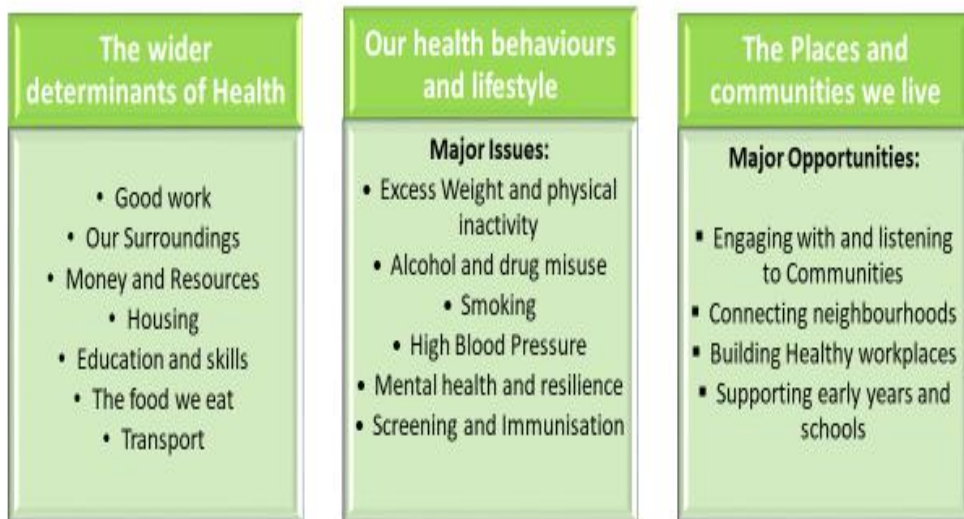 The wider
determinants of Health
• Good work
• Our Surroundings
• Money and Resources
• Housing
• Education and skills
• The food we eat
• Transport
Our health behaviours
and lifestyle
Major Issues:
• Excess Weight and physical
inactivity
• Alcohol and drug misuse
• Smoking
• High Blood Pressure
• Mental health and resilience
• Screening and Immunisation
The Places and
communities we live
Major Opportunities:
▪ Engaging with and listening
to Communities
▪ Connecting neighbourhoods
▪ Building Healthy workplaces
▪ Supporting early years and
schools